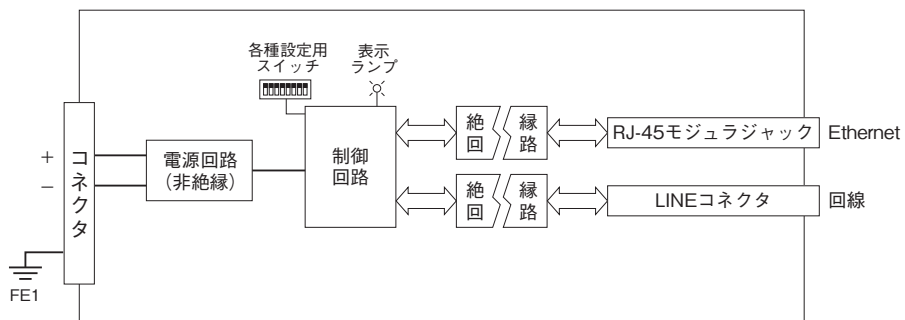 各種設定用
スイッチ
表示
ランプ
コネクタ
+
−
FE1
電源回路
(非絶縁)
制御
回路
絶縁
回路
RJ-45モジュラジャック
Ethernet
絶縁
回路
LINEコネクタ
回線